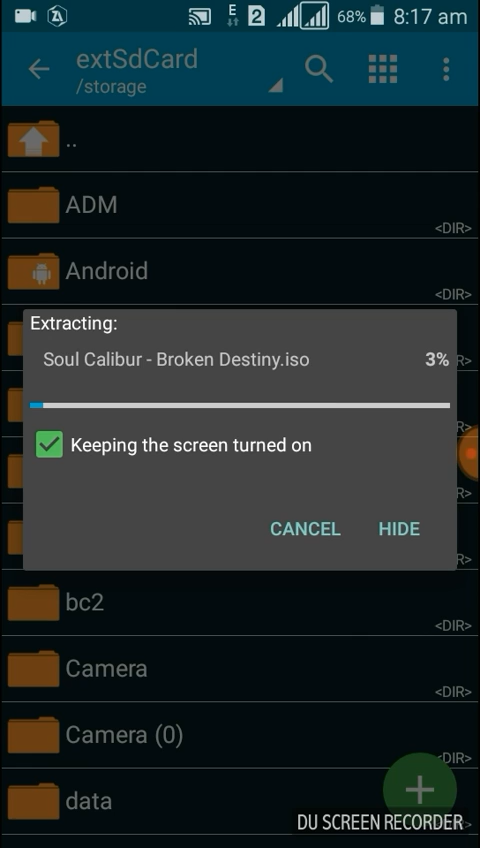 E 2 68% 8:17 am
extSdCard
/storage
..
ADM
<DIR>
Android
<DIR>
Extracting:
Soul Calibur - Broken Destiny.iso 3%
R>
R>
Keeping the screen turned on
R>
CANCEL HIDE
R>
bc2
<DIR>
Camera
<DIR>
Camera (0)
<DIR>
data
DU SCREEN RECORDER